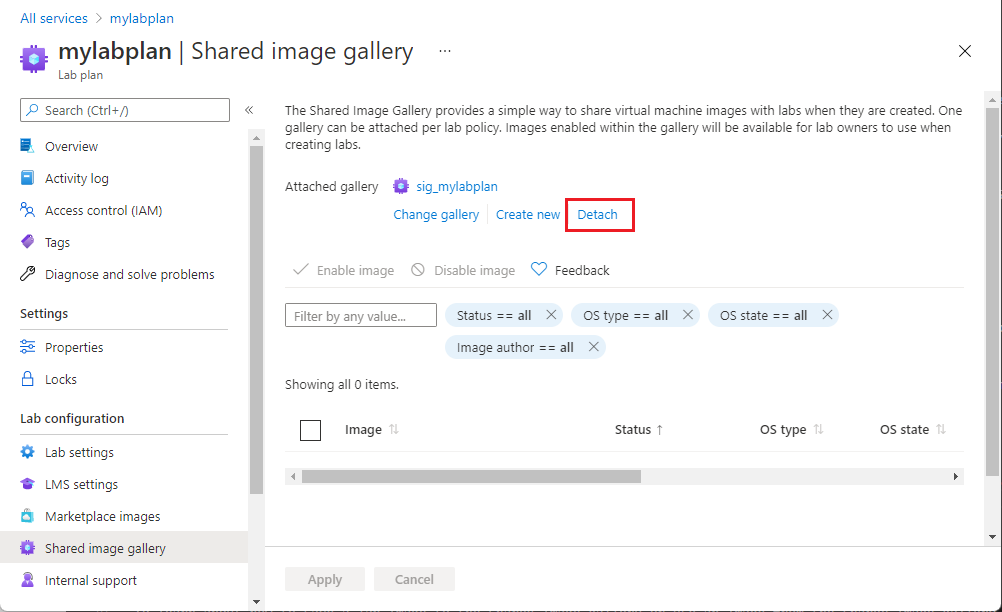 All services > mylabplan
mylabplan | Shared image gallery ...
Lab plan
Search (Ctrl+/)
«
Overview
Activity log
Access control (IAM)
Tags
Diagnose and solve problems
Settings
Properties
Locks
Lab configuration
Lab settings
LMS settings
Marketplace images
Shared image gallery
Internal support
The Shared Image Gallery provides a simple way to share virtual machine images with labs when they are created. One
gallery can be attached per lab policy. Images enabled within the gallery will be available for lab owners to use when
creating labs.
Attached gallery sig_mylabplan
Change gallery Create new Detach
Enable image Disable image Feedback
Filter by any value... Status == all OS type == all OS state == all
Image author == all
Showing all 0 items.
Image Status ↑ OS type OS state
Apply Cancel